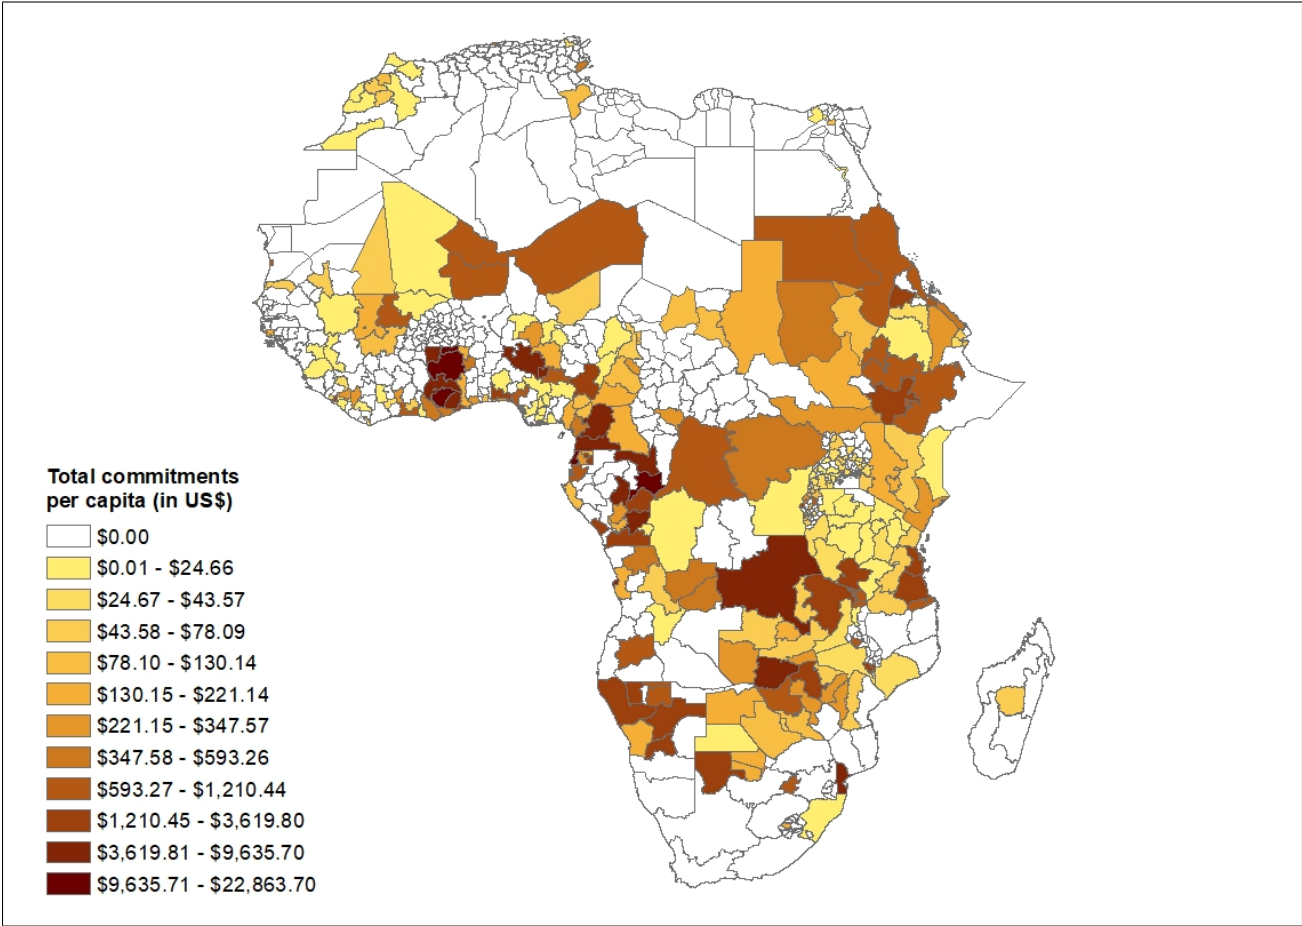 Total commitments
per capita (in US$)
$0.00
$0.01 - $24.66
$24.67 - $43.57
$43.58 - $78.09
$78.10 - $130.14
$130.15 - $221.14
$221.15 - $347.57
$347.58 - $593.26
$593.27 - $1,210.44
$1,210.45 - $3,619.80
$3,619.81 - $9,635.70
$9,635.71 - $22,863.70